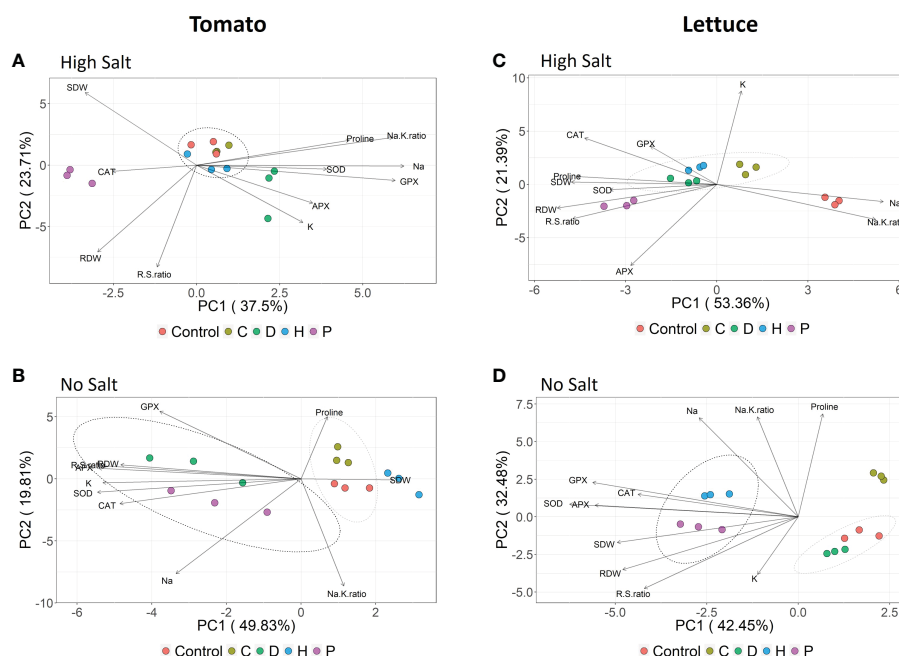 Tomato
Lettuce
A
High Salt
5
0
-5
PC2 ( 23.71%)
SDW
Proline
Na.K.ratio
CAT
SOD
Na
GPX
APX
K
RDW
R.S.ratio
-2.5
0.0
2.5
5.0
PC1 ( 37.5%)
Control C D H P
C
High Salt
10
5
0
-5
PC2 ( 21.39%)
K
CAT
GPX
Proline
SDW
SOD
RDW
R.S.ratio
Na
Na.K.ratio
APX
-6
-3
0
3
6
PC1 ( 53.36%)
Control C D H P
B
No Salt
5
0
-5
-10
PC2 ( 19.81%)
GPX
Proline
R.S.ratio
RDW
APX
K
SOD
CAT
SDW
Na
Na.K.ratio
-6
-4
-2
0
2
PC1 ( 49.83%)
Control C D H P
D
No Salt
7.5
5.0
2.5
0.0
-2.5
-5.0
PC2 ( 32.48%)
Na
Na.K.ratio
Proline
GPX
CAT
SOD
APX
SDW
RDW
K
R.S.ratio
-5.0
-2.5
0.0
2.5
PC1 ( 42.45%)
Control C D H P